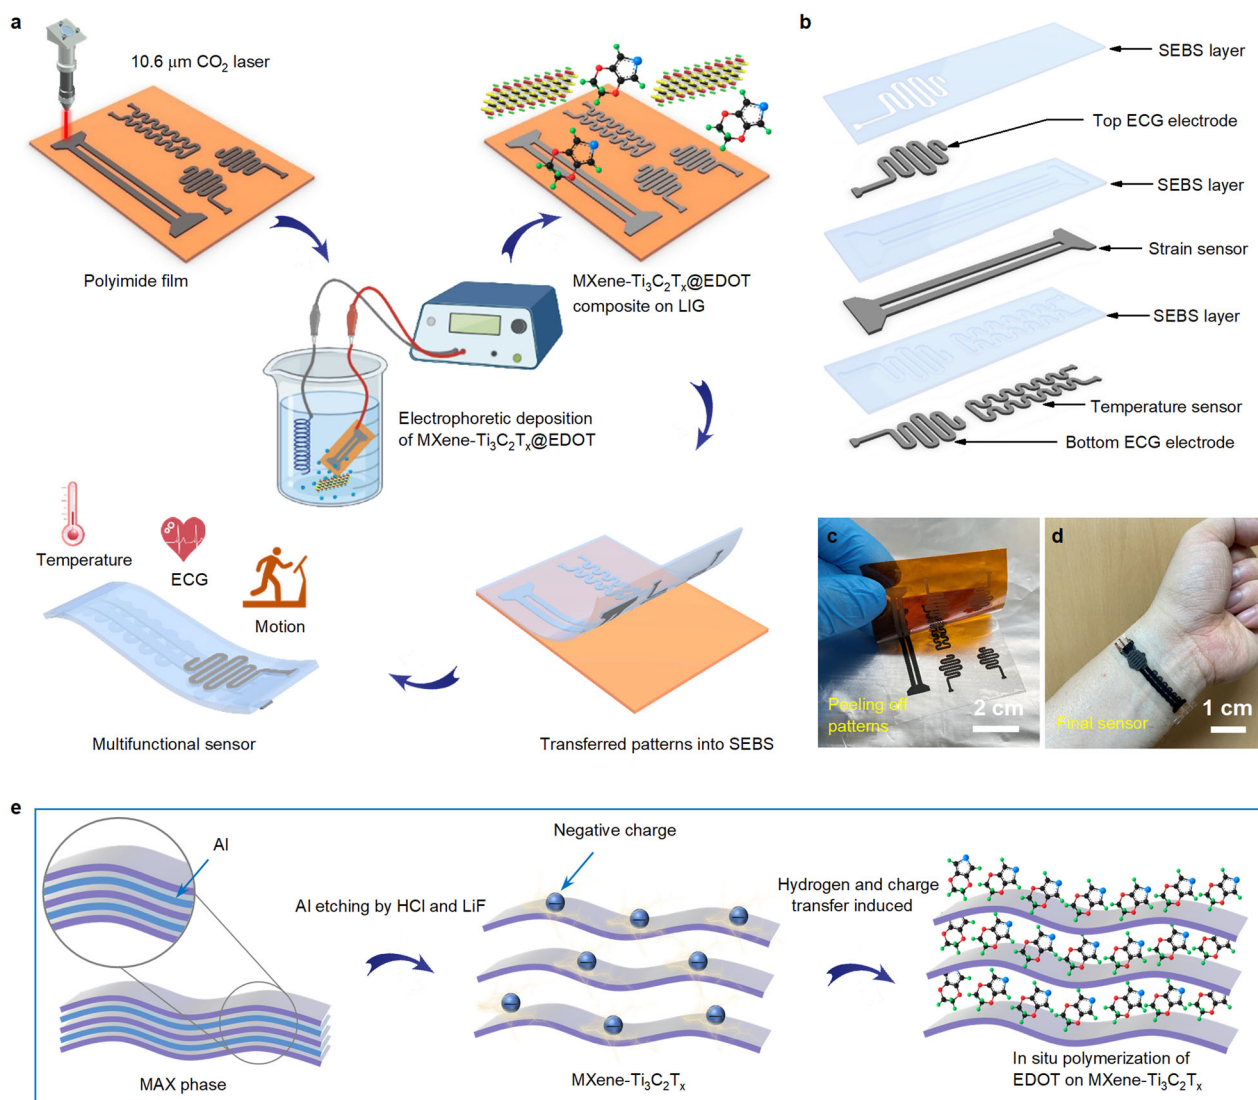 a
10.6 μm CO₂ laser
Polyimide film
MXene-Ti₃C₂Tₓ@EDOT
composite on LIG
Electrophoretic deposition
of MXene-Ti₃C₂Tₓ@EDOT
Temperature
ECG
Motion
Multifunctional sensor
Transferred patterns into SEBS
b
SEBS layer
Top ECG electrode
SEBS layer
Strain sensor
SEBS layer
Temperature sensor
Bottom ECG electrode
c
Peeling off
patterns
2 cm
d
Final sensor
1 cm
e
Al
MAX phase
Al etching by HCl and LiF
Negative charge
MXene-Ti₃C₂Tₓ
Hydrogen and charge
transfer induced
In situ polymerization of
EDOT on MXene-Ti₃C₂Tₓ